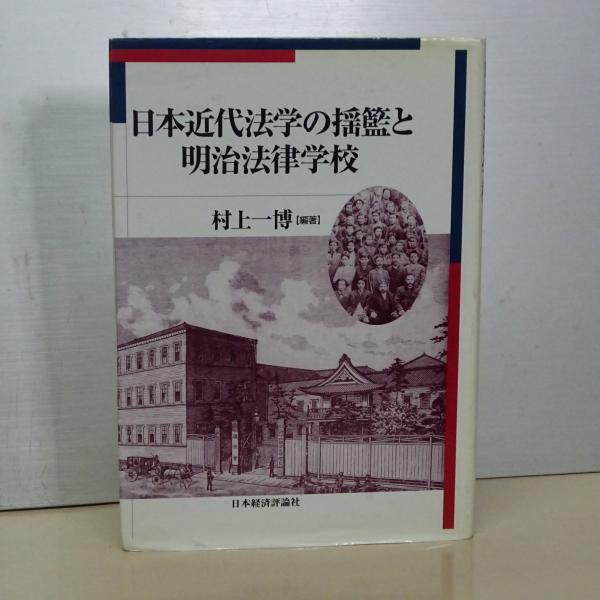 日本近代法学の揺籃と
明治法律学校
村上一博【編著】
日本経済評論社